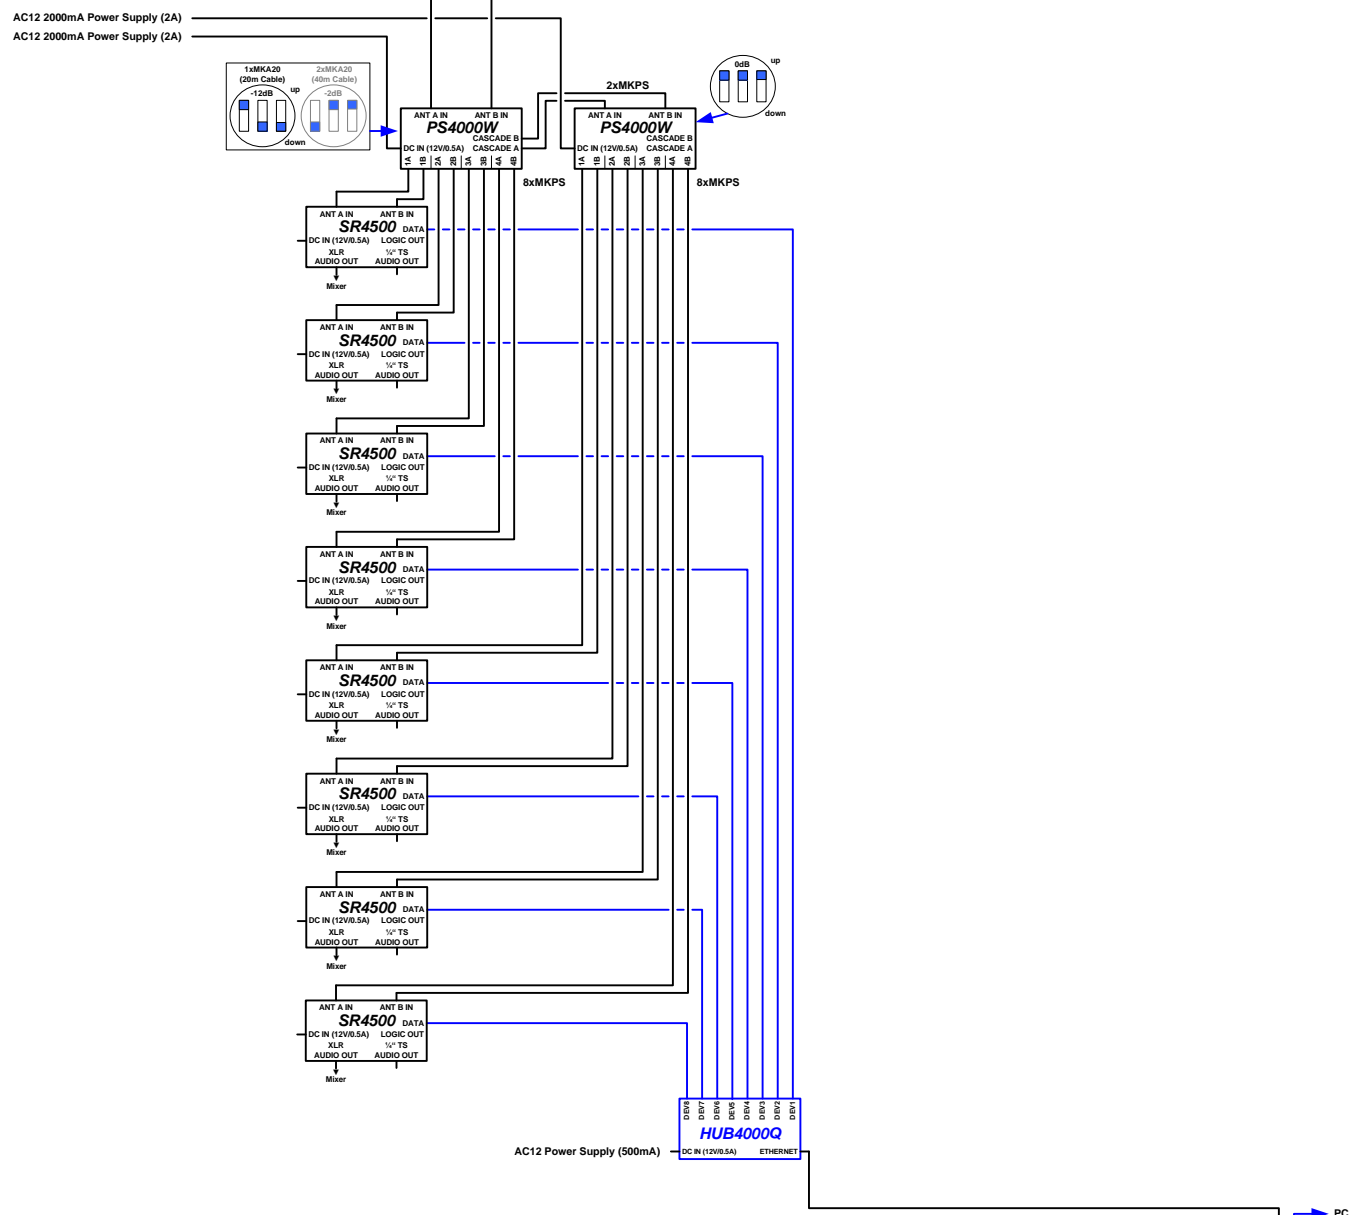 AC12 2000mA Power Supply (2A)
AC12 2000mA Power Supply (2A)
1xMKA20
(20m Cable)
-12dB
up
down
2xMKA20
(40m Cable)
-2dB
0dB
up
down
2xMKPS
ANT A IN ANT B IN
PS4000W
CASCADE B
DC IN (12V/0.5A) CASCADE A
1A 1B 2A 2B 3A 3B 4A 4B
8xMKPS
ANT A IN ANT B IN
PS4000W
CASCADE B
DC IN (12V/0.5A) CASCADE A
1A 1B 2A 2B 3A 3B 4A 4B
8xMKPS
ANT A IN ANT B IN
SR4500 DATA
DC IN (12V/0.5A) LOGIC OUT
XLR ¼“ TS
AUDIO OUT AUDIO OUT
Mixer
ANT A IN ANT B IN
SR4500 DATA
DC IN (12V/0.5A) LOGIC OUT
XLR ¼“ TS
AUDIO OUT AUDIO OUT
Mixer
ANT A IN ANT B IN
SR4500 DATA
DC IN (12V/0.5A) LOGIC OUT
XLR ¼“ TS
AUDIO OUT AUDIO OUT
Mixer
ANT A IN ANT B IN
SR4500 DATA
DC IN (12V/0.5A) LOGIC OUT
XLR ¼“ TS
AUDIO OUT AUDIO OUT
Mixer
ANT A IN ANT B IN
SR4500 DATA
DC IN (12V/0.5A) LOGIC OUT
XLR ¼“ TS
AUDIO OUT AUDIO OUT
Mixer
ANT A IN ANT B IN
SR4500 DATA
DC IN (12V/0.5A) LOGIC OUT
XLR ¼“ TS
AUDIO OUT AUDIO OUT
Mixer
ANT A IN ANT B IN
SR4500 DATA
DC IN (12V/0.5A) LOGIC OUT
XLR ¼“ TS
AUDIO OUT AUDIO OUT
Mixer
ANT A IN ANT B IN
SR4500 DATA
DC IN (12V/0.5A) LOGIC OUT
XLR ¼“ TS
AUDIO OUT AUDIO OUT
Mixer
DEV8 DEV7 DEV6 DEV5 DEV4 DEV3 DEV2 DEV1
HUB4000Q
AC12 Power Supply (500mA)
DC IN (12V/0.5A) ETHERNET
PC